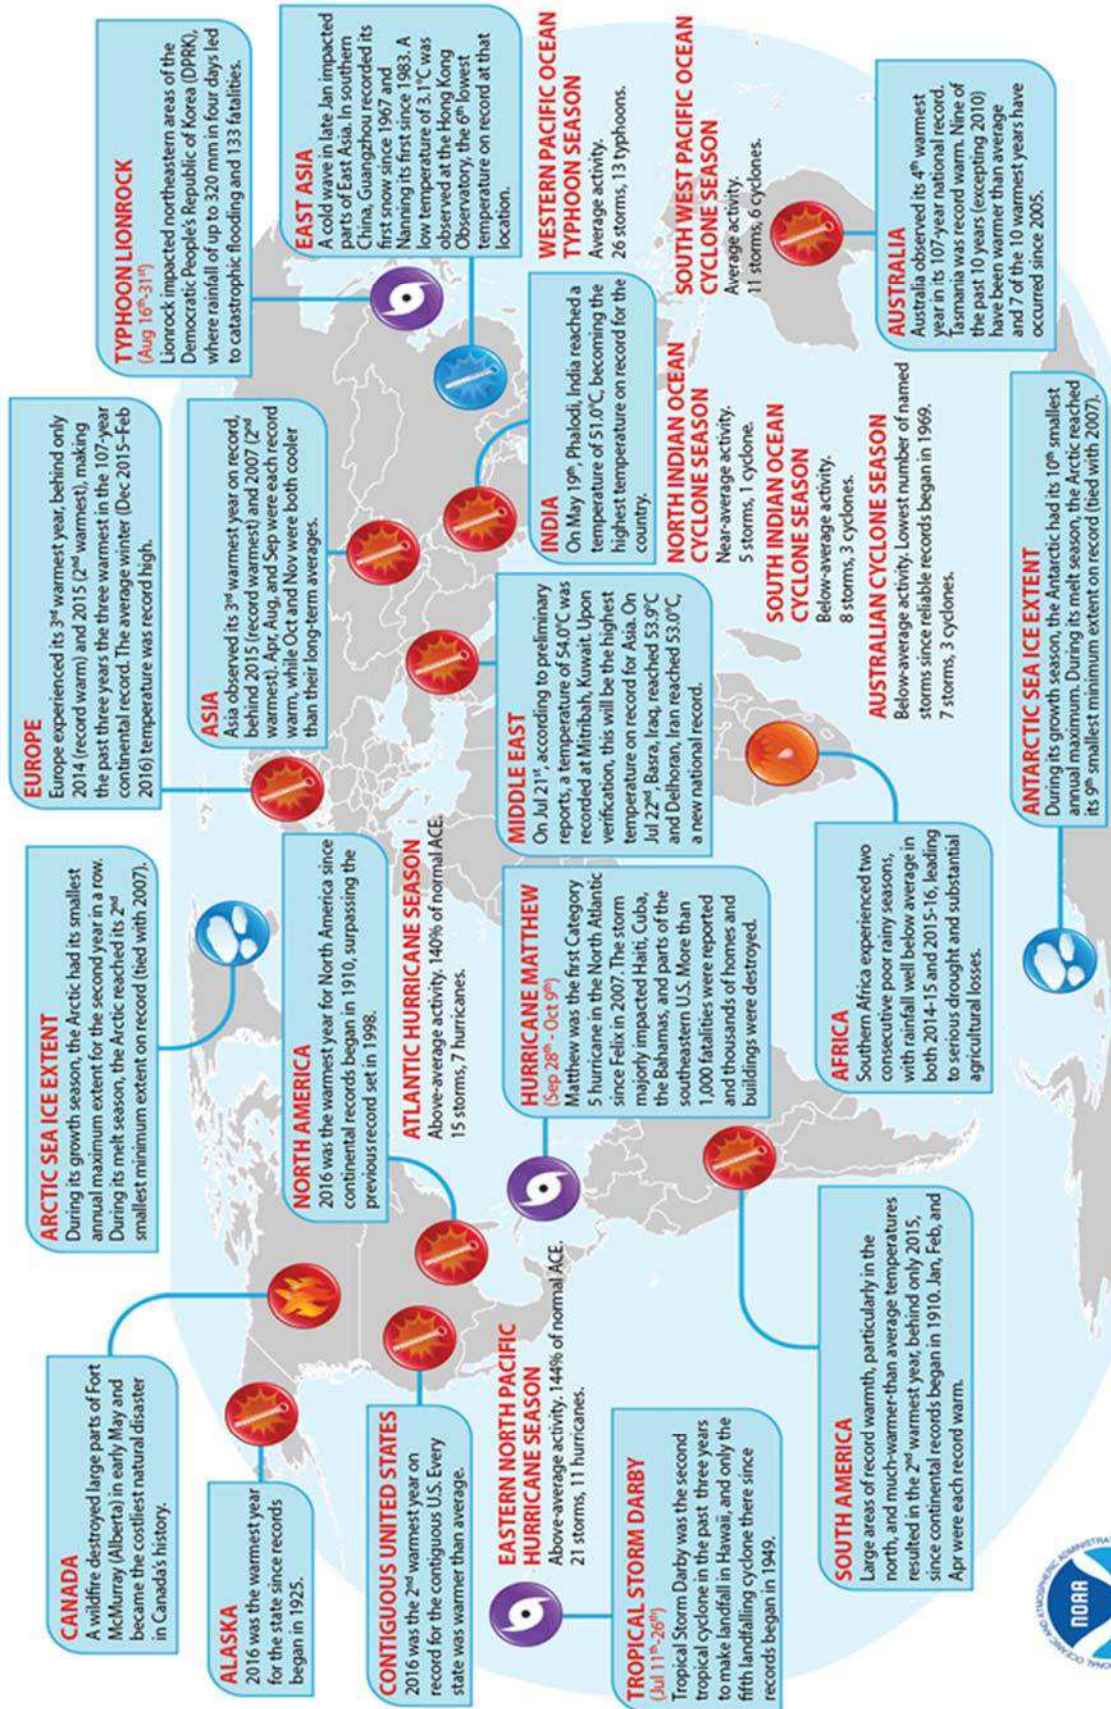 CANADA
A wildfire destroyed large parts of Fort
McMurray (Alberta) in early May and
became the costliest natural disaster
in Canada's history.
ARCTIC SEA ICE EXTENT
During its growth season, the Arctic had its smallest
annual maximum extent for the second year in a row.
During its melt season, the Arctic reached its 2nd
smallest minimum extent on record (tied with 2007).
EUROPE
Europe experienced its 3rd warmest year, behind only
2014 (record warm) and 2015 (2nd warmest), making
the past three years the three warmest in the 107-year
continental record. The average winter (Dec 2015–Feb
2016) temperature was record high.
TYPHOON LIONROCK
(Aug 16th-31st)
Lionrock impacted northeastern areas of the
Democratic People's Republic of Korea (DPRK),
where rainfall of up to 320 mm in four days led
to catastrophic flooding and 133 fatalities.
ALASKA
2016 was the warmest year
for the state since records
began in 1925.
NORTH AMERICA
2016 was the warmest year for North America since
continental records began in 1910, surpassing the
previous record set in 1998.
ASIA
Asia observed its 3rd warmest year on record,
behind 2015 (record warmest) and 2007 (2nd
warmest). Apr, Aug, and Sep were each record
warm, while Oct and Nov were both cooler
than their long-term averages.
EAST ASIA
A cold wave in late Jan impacted
parts of East Asia. In southern
China, Guangzhou recorded its
first snow since 1967 and
Nanning its first since 1983. A
low temperature of 3.1°C was
observed at the Hong Kong
Observatory, the 6th lowest
temperature on record at that
location.
CONTIGUOUS UNITED STATES
2016 was the 2nd warmest year on
record for the contiguous U.S. Every
state was warmer than average.
ATLANTIC HURRICANE SEASON
Above-average activity. 140% of normal ACE.
15 storms, 7 hurricanes.
EASTERN NORTH PACIFIC
HURRICANE SEASON
Above-average activity. 144% of normal ACE.
21 storms, 11 hurricanes.
HURRICANE MATTHEW
(Sep 28th - Oct 9th)
Matthew was the first Category
5 hurricane in the North Atlantic
since Felix in 2007. The storm
majorly impacted Haiti, Cuba,
the Bahamas, and parts of the
southeastern U.S. More than
1,000 fatalities were reported
and thousands of homes and
buildings were destroyed.
MIDDLE EAST
On Jul 21st, according to preliminary
reports, a temperature of 54.0°C was
recorded at Mitribah, Kuwait. Upon
verification, this will be the highest
temperature on record for Asia. On
Jul 22nd, Basra, Iraq, reached 53.9°C
and Delhoran, Iran reached 53.0°C,
a new national record.
INDIA
On May 19th, Phalodi, India reached a
temperature of 51.0°C, becoming the
highest temperature on record for the
country.
WESTERN PACIFIC OCEAN
TYPHOON SEASON
Average activity.
26 storms, 13 typhoons.
TROPICAL STORM DARBY
(Jul 11th-26th)
Tropical Storm Darby was the second
tropical cyclone in the past three years
to make landfall in Hawaii, and only the
fifth landfalling cyclone there since
records began in 1949.
NORTH INDIAN OCEAN
CYCLONE SEASON
Near-average activity.
5 storms, 1 cyclone.
SOUTH WEST PACIFIC OCEAN
CYCLONE SEASON
Average activity.
11 storms, 6 cyclones.
SOUTH INDIAN OCEAN
CYCLONE SEASON
Below-average activity.
8 storms, 3 cyclones.
SOUTH AMERICA
Large areas of record warmth, particularly in the
north, and much-warmer-than average temperatures
resulted in the 2nd warmest year, behind only 2015,
since continental records began in 1910. Jan, Feb, and
Apr were each record warm.
AFRICA
Southern Africa experienced two
consecutive poor rainy seasons,
with rainfall well below average in
both 2014-15 and 2015-16, leading
to serious drought and substantial
agricultural losses.
AUSTRALIAN CYCLONE SEASON
Below-average activity. Lowest number of named
storms since reliable records began in 1969.
7 storms, 3 cyclones.
AUSTRALIA
Australia observed its 4th warmest
year in its 107-year national record.
Tasmania was record warm. Nine of
the past 10 years (excepting 2010)
have been warmer than average
and 7 of the 10 warmest years have
occurred since 2005.
ANTARCTIC SEA ICE EXTENT
During its growth season, the Antarctic had its 10th smallest
annual maximum. During its melt season, the Arctic reached
its 9th smallest minimum extent on record (tied with 2007).
NOAA